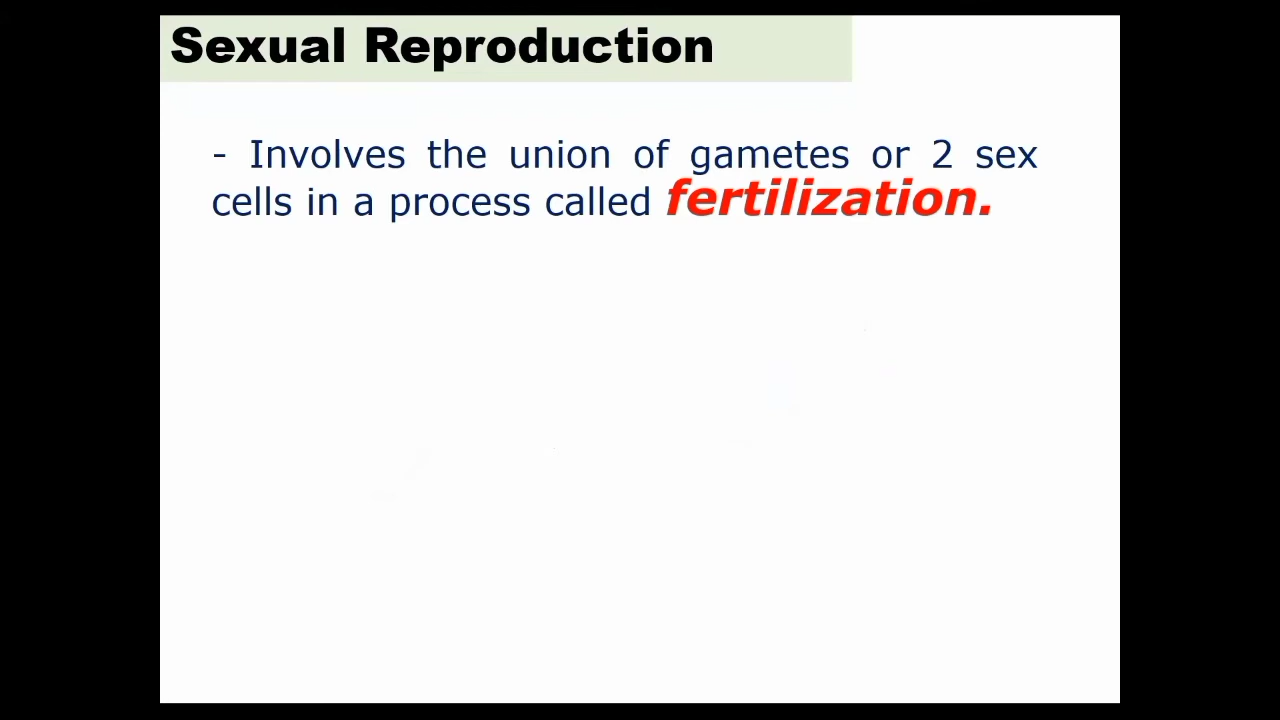 Sexual Reproduction
- Involves the union of gametes or 2 sex
cells in a process called fertilization.